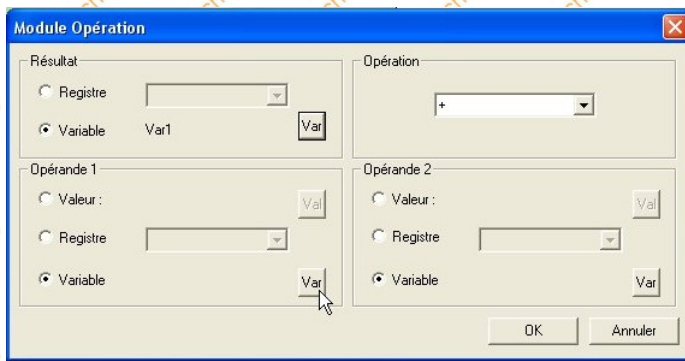 Module Opération
Résultat
Registre
Variable Var1 Var
Opération
+
Opérande 1
Valeur : Val
Registre
Variable Var
Opérande 2
Valeur : Val
Registre
Variable Var
OK Annuler